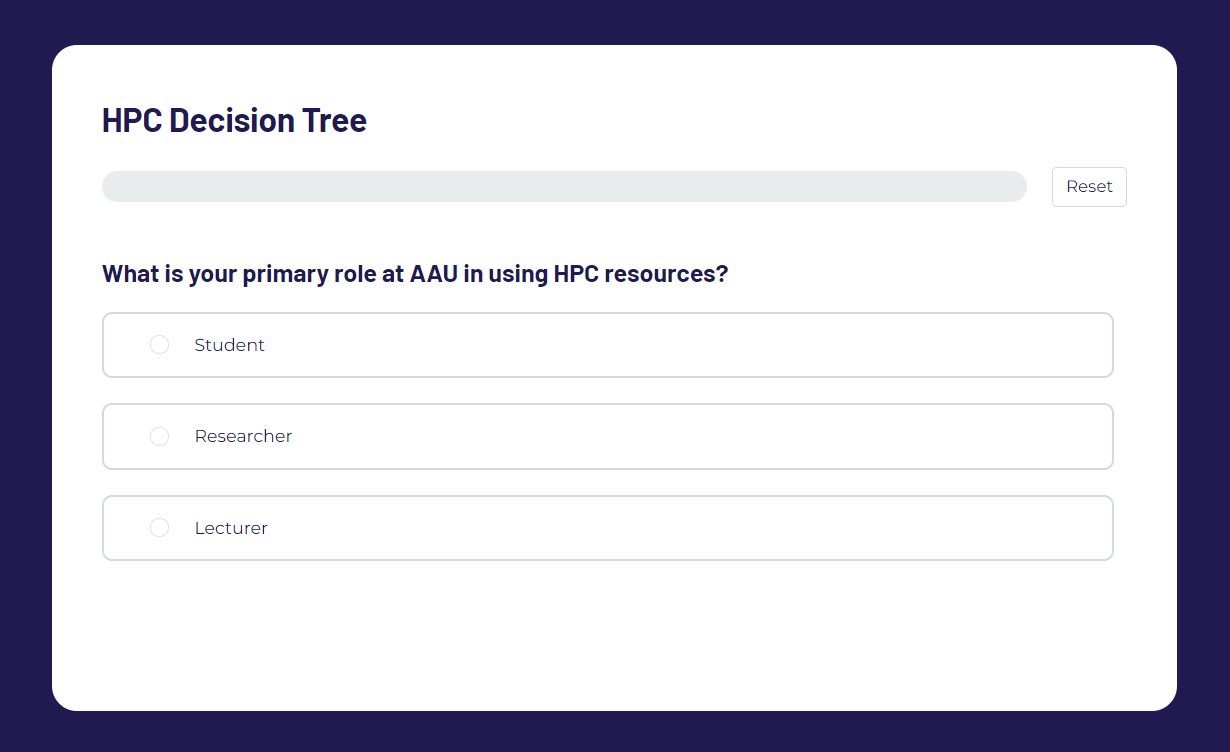 HPC Decision Tree
Reset
What is your primary role at AAU in using HPC resources?
Student
Researcher
Lecturer